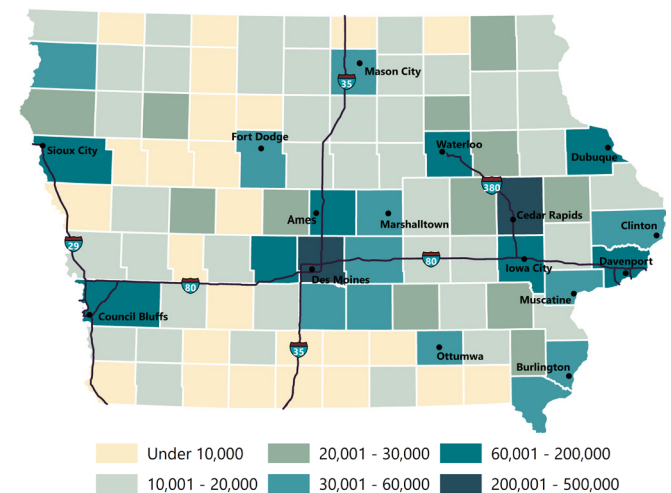 Mason City
35
Fort Dodge
Waterloo
Sioux City
Dubuque
380
Ames
Marshalltown
Cedar Rapids
Clinton
29
80
Iowa City
Davenport
Des Moines
80
Muscatine
Council Bluffs
35
Ottumwa
Burlington
Under 10,000
20,001 - 30,000
60,001 - 200,000
10,001 - 20,000
30,001 - 60,000
200,001 - 500,000